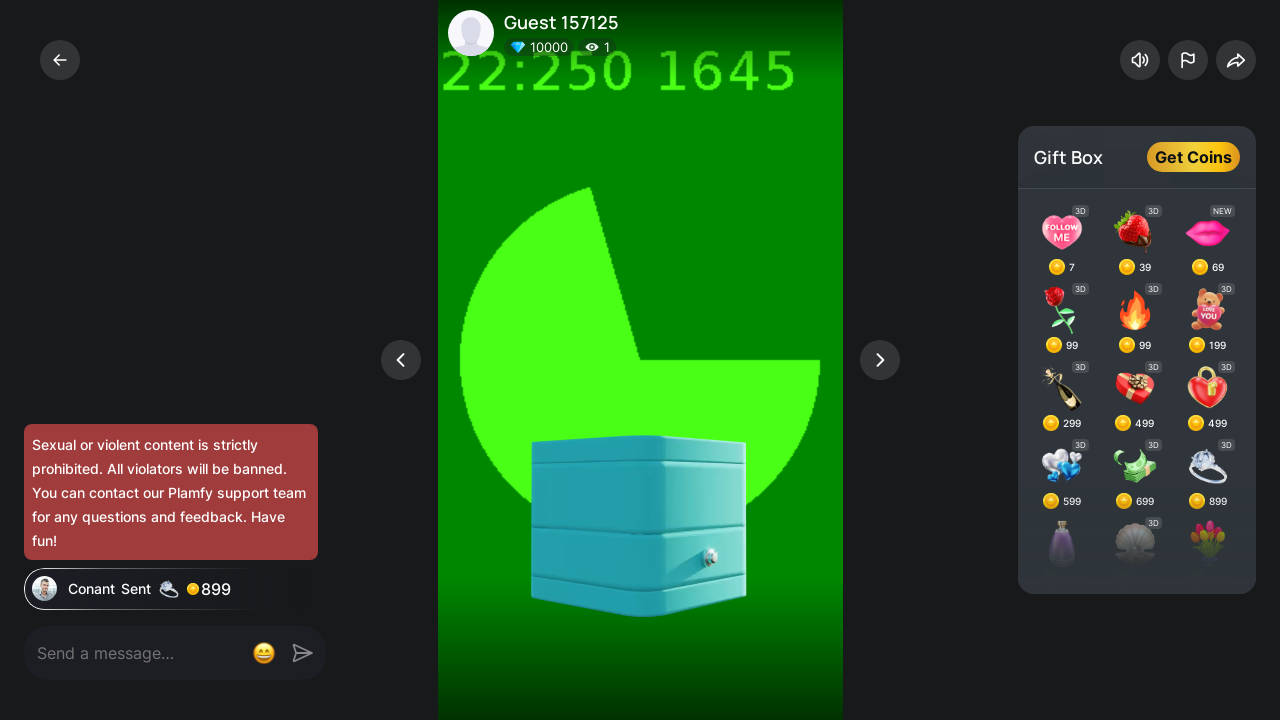 Guest 157125
10000 1
22:250 1645
Gift Box
Get Coins
3D 3D NEW
FOLLOW
ME
7 39 69
3D 3D
LOVE
YOU
99 99 199
3D 3D 3D
299 499 499
3D 3D 3D
599 699 899
3D
Sexual or violent content is strictly
prohibited. All violators will be banned.
You can contact our Plamfy support team
for any questions and feedback. Have
fun!
Conant Sent 899
Send a message...